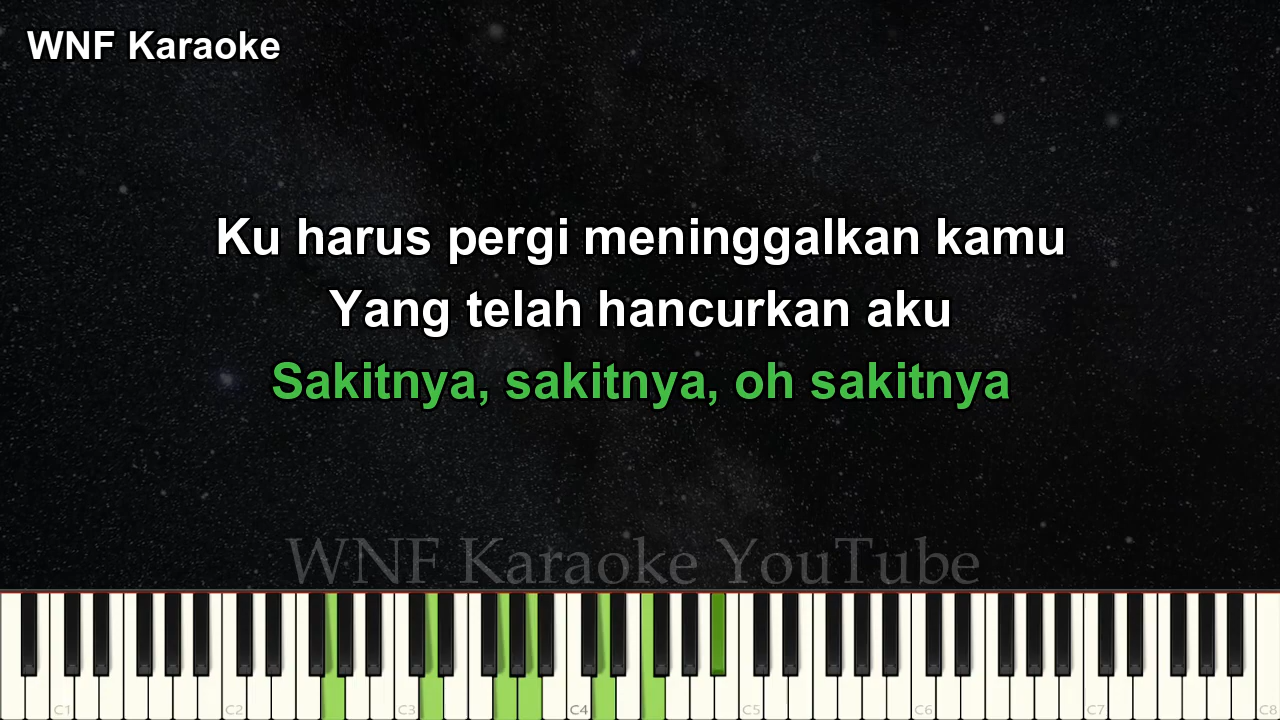 WNF Karaoke
Ku harus pergi meninggalkan kamu
Yang telah hancurkan aku
Sakitnya, sakitnya, oh sakitnya
WNF Karaoke YouTube
C1 C2 C3 C4 C5 C6 C7 C8